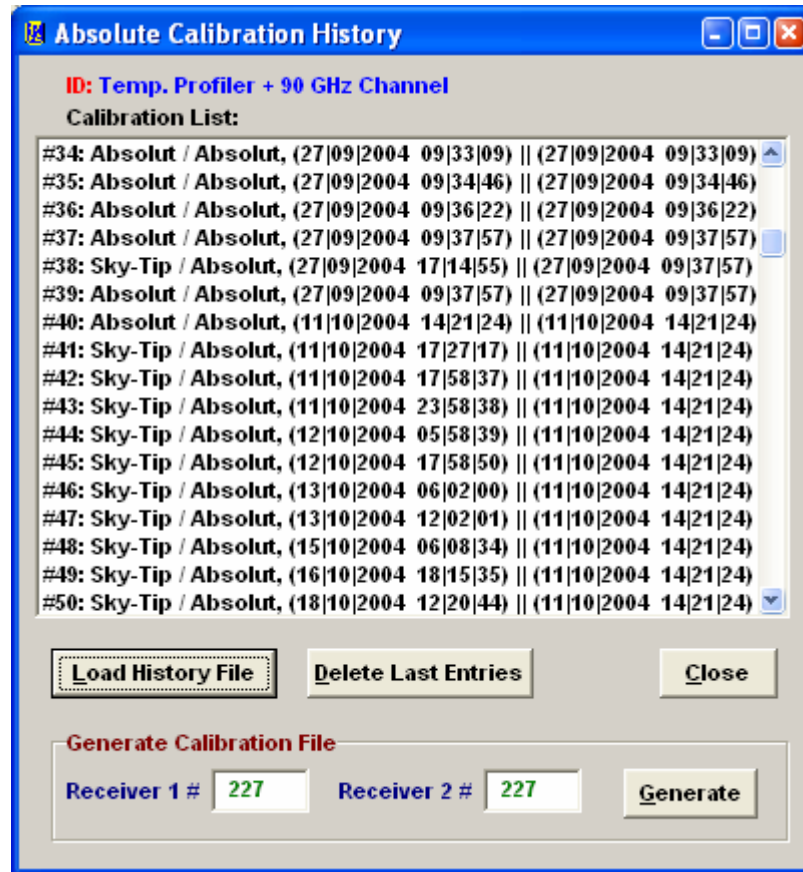 Absolute Calibration History
ID: Temp. Profiler + 90 GHz Channel
Calibration List:
#34: Absolut / Absolut, (27|09|2004 09|33|09) || (27|09|2004 09|33|09)
#35: Absolut / Absolut, (27|09|2004 09|34|46) || (27|09|2004 09|34|46)
#36: Absolut / Absolut, (27|09|2004 09|36|22) || (27|09|2004 09|36|22)
#37: Absolut / Absolut, (27|09|2004 09|37|57) || (27|09|2004 09|37|57)
#38: Sky-Tip / Absolut, (27|09|2004 17|14|55) || (27|09|2004 09|37|57)
#39: Absolut / Absolut, (27|09|2004 09|37|57) || (27|09|2004 09|37|57)
#40: Absolut / Absolut, (11|10|2004 14|21|24) || (11|10|2004 14|21|24)
#41: Sky-Tip / Absolut, (11|10|2004 17|27|17) || (11|10|2004 14|21|24)
#42: Sky-Tip / Absolut, (11|10|2004 17|58|37) || (11|10|2004 14|21|24)
#43: Sky-Tip / Absolut, (11|10|2004 23|58|38) || (11|10|2004 14|21|24)
#44: Sky-Tip / Absolut, (12|10|2004 05|58|39) || (11|10|2004 14|21|24)
#45: Sky-Tip / Absolut, (12|10|2004 17|58|50) || (11|10|2004 14|21|24)
#46: Sky-Tip / Absolut, (13|10|2004 06|02|00) || (11|10|2004 14|21|24)
#47: Sky-Tip / Absolut, (13|10|2004 12|02|01) || (11|10|2004 14|21|24)
#48: Sky-Tip / Absolut, (15|10|2004 06|08|34) || (11|10|2004 14|21|24)
#49: Sky-Tip / Absolut, (16|10|2004 18|15|35) || (11|10|2004 14|21|24)
#50: Sky-Tip / Absolut, (18|10|2004 12|20|44) || (11|10|2004 14|21|24)
Load History File Delete Last Entries Close
Generate Calibration File
Receiver 1 # 227 Receiver 2 # 227 Generate